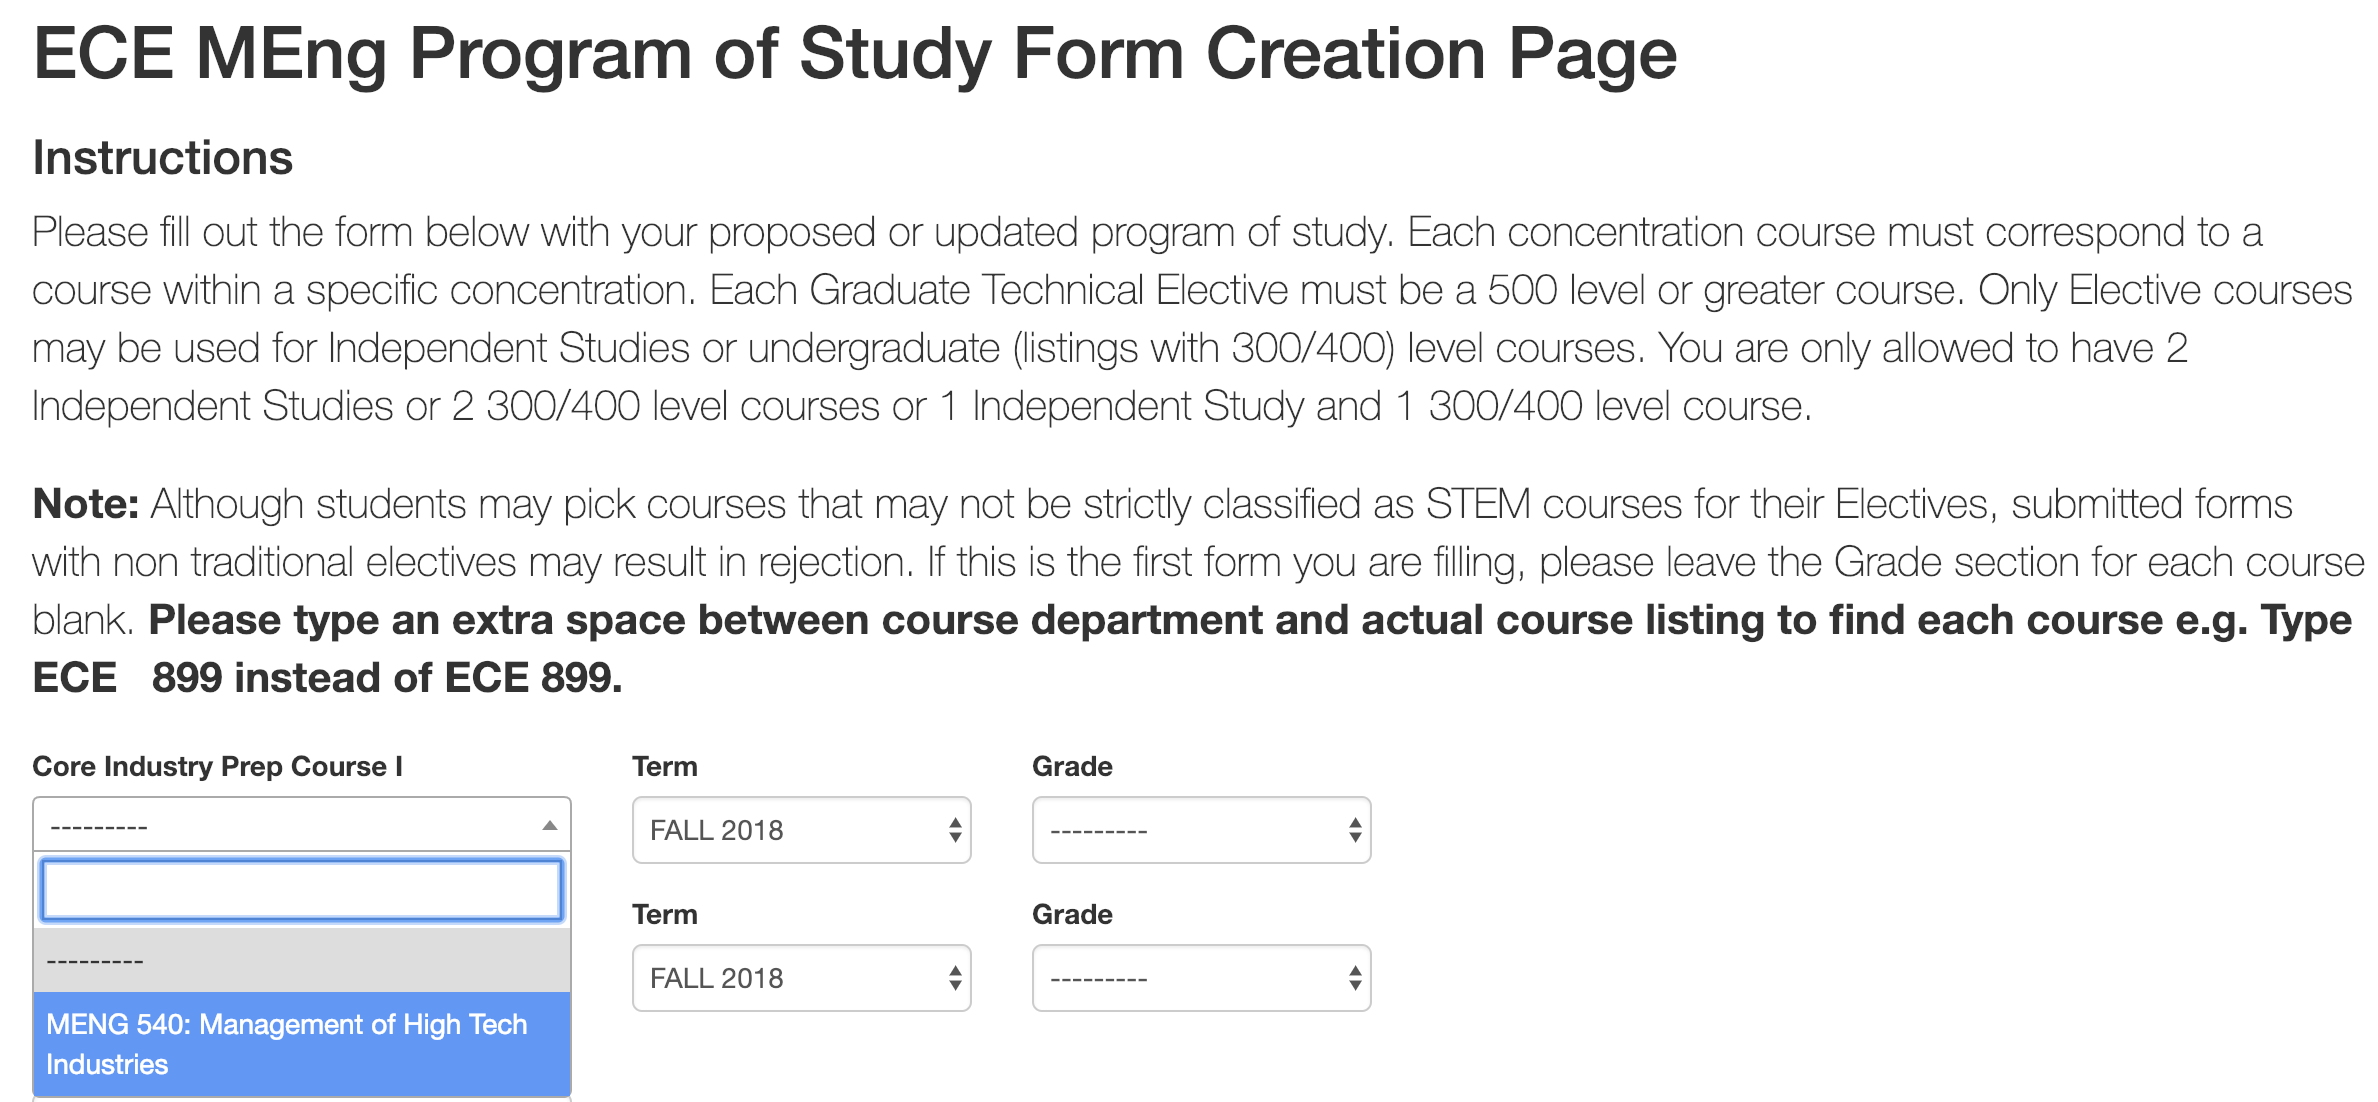 ECE MEng Program of Study Form Creation Page
Instructions
Please fill out the form below with your proposed or updated program of study. Each concentration course must correspond to a
course within a specific concentration. Each Graduate Technical Elective must be a 500 level or greater course. Only Elective courses
may be used for Independent Studies or undergraduate (listings with 300/400) level courses. You are only allowed to have 2
Independent Studies or 2 300/400 level courses or 1 Independent Study and 1 300/400 level course.
Note: Although students may pick courses that may not be strictly classified as STEM courses for their Electives, submitted forms
with non traditional electives may result in rejection. If this is the first form you are filling, please leave the Grade section for each course
blank. Please type an extra space between course department and actual course listing to find each course e.g. Type
ECE   899 instead of ECE 899.
Core Industry Prep Course I Term Grade
--------- FALL 2018 ---------
Term Grade
--------- FALL 2018 ---------
MENG 540: Management of High Tech
Industries